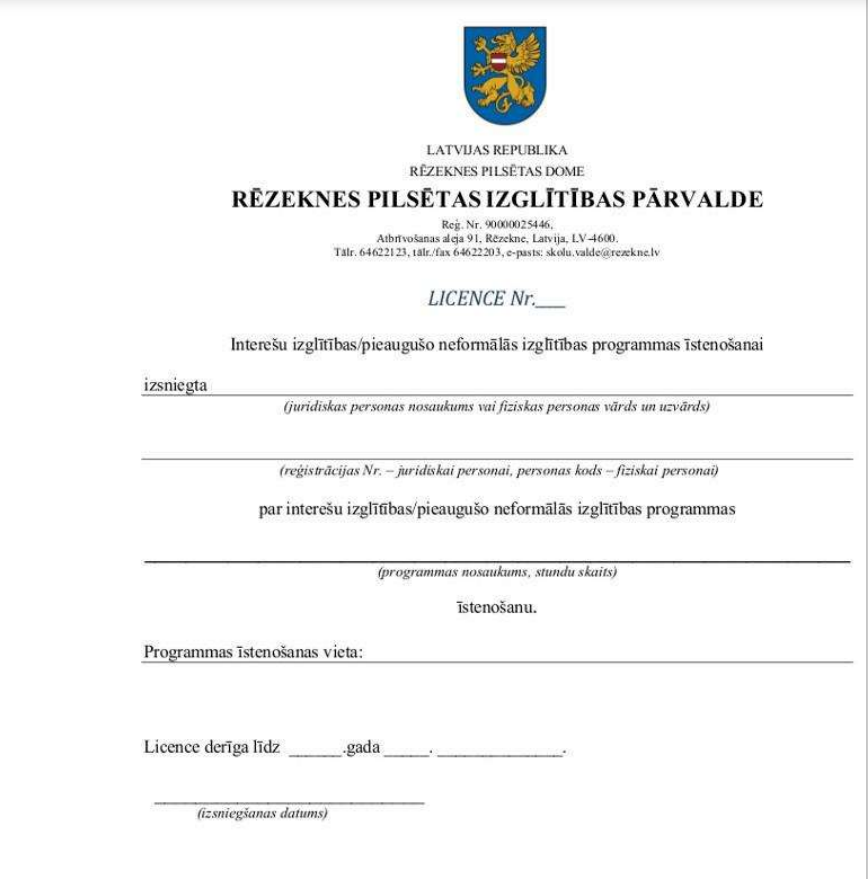 LATVIJAS REPUBLIKA
RĒZEKNES PILSĒTAS DOME
RĒZEKNES PILSĒTAS IZGLĪTĪBAS PĀRVALDE
Reģ. Nr. 90000025446,
Atbrīvošanas aleja 91, Rēzekne, Latvija, LV-4600.
Tālr. 64622123, tālr./fax 64622203, e-pasts: skolu.valde@rezekne.lv
LICENCE Nr.___
Interešu izglītības/pieaugušo neformālās izglītības programmas īstenošanai
izsniegta
(juridiskas personas nosaukums vai fiziskas personas vārds un uzvārds)
(reģistrācijas Nr. – juridiskai personai, personas kods – fiziskai personai)
par interešu izglītības/pieaugušo neformālās izglītības programmas
(programmas nosaukums, stundu skaits)
īstenošanu.
Programmas īstenošanas vieta:
Licence derīga līdz ______.gada _____. ______________.
(izsniegšanas datums)